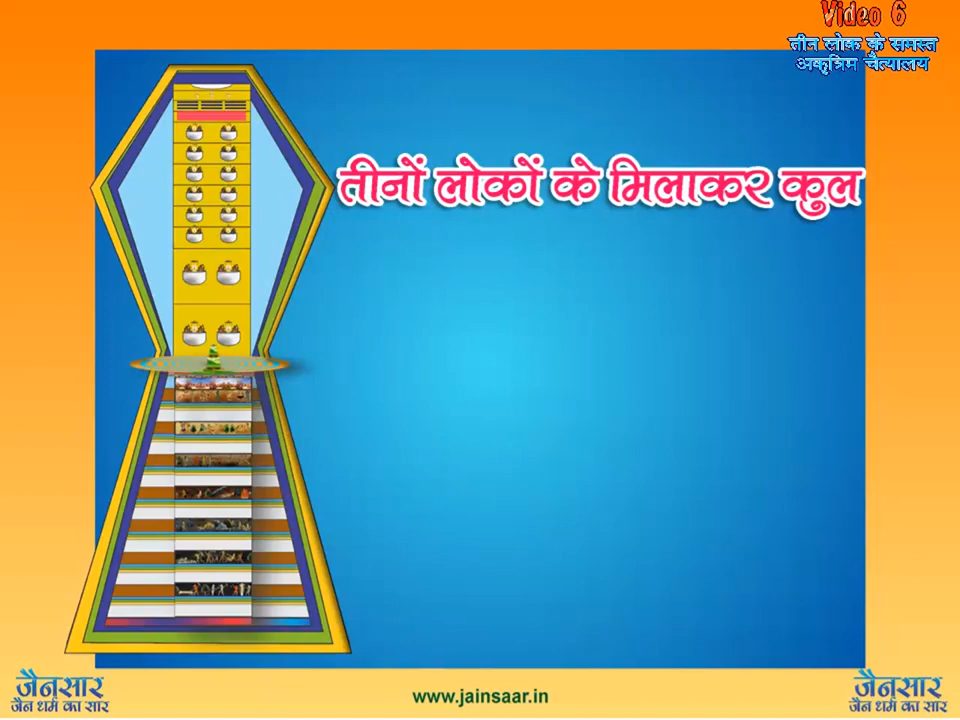 Video 6
तीन लोक के समस्त
अकृत्रिम चैत्यालय
तीनों लोकों के मिलाकर कुल
जैनसार
जैन धर्म का सार
www.jainsaar.in
जैनसार
जैन धर्म का सार